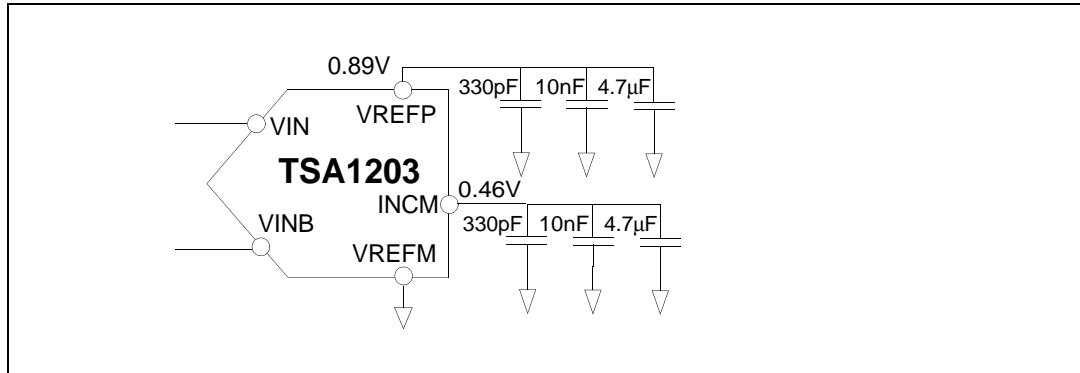 0.89V
330pF 10nF 4.7μF
VREFP
VIN
TSA1203
0.46V
INCM
330pF 10nF 4.7μF
VINB
VREFM